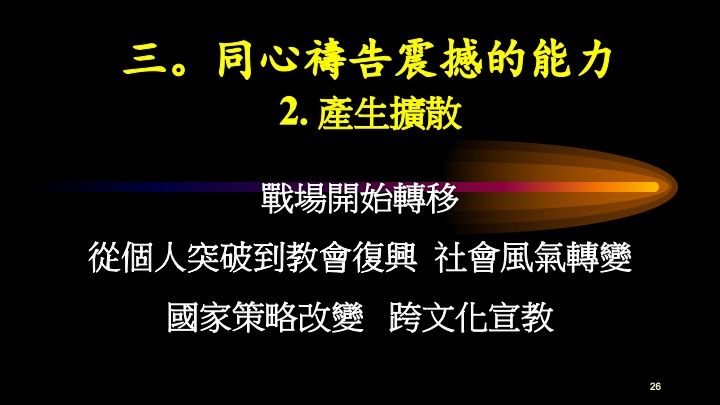 三。同心禱告震撼的能力
2. 產生擴散
戰場開始轉移
從個人突破到教會復興 社會風氣轉變
國家策略改變 跨文化宣教
26